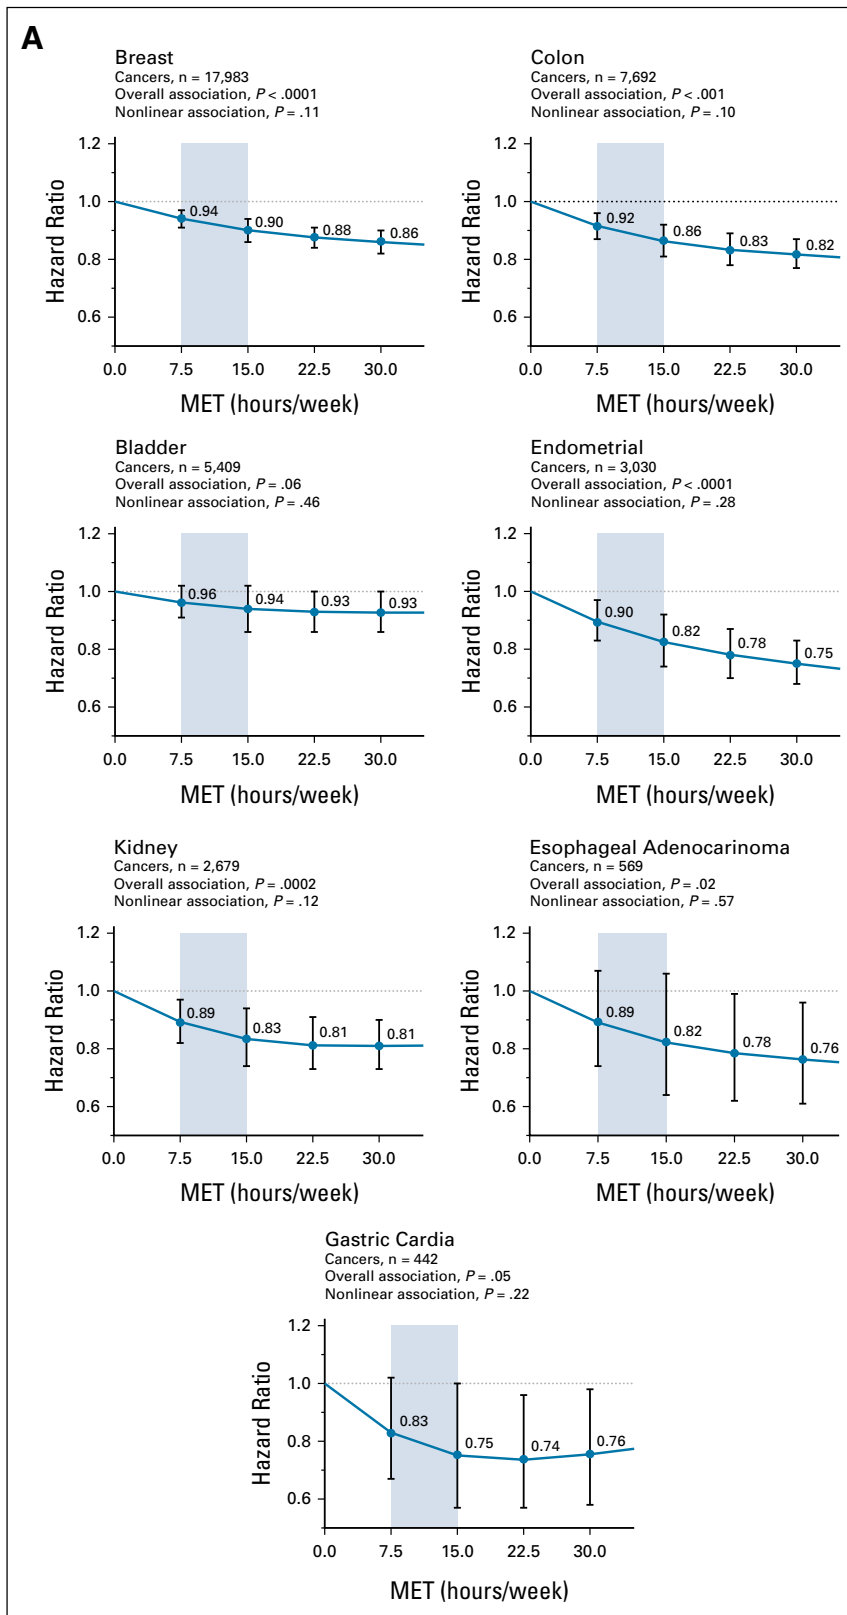 A
Breast
Cancers, n = 17,983
Overall association, P < .0001
Nonlinear association, P = .11
Hazard Ratio
1.2
1.0
0.8
0.6
0.94
0.90
0.88
0.86
0.0 7.5 15.0 22.5 30.0
MET (hours/week)
Colon
Cancers, n = 7,692
Overall association, P < .001
Nonlinear association, P = .10
Hazard Ratio
1.2
1.0
0.8
0.6
0.92
0.86
0.83
0.82
0.0 7.5 15.0 22.5 30.0
MET (hours/week)
Bladder
Cancers, n = 5,409
Overall association, P = .06
Nonlinear association, P = .46
Hazard Ratio
1.2
1.0
0.8
0.6
0.96
0.94
0.93
0.93
0.0 7.5 15.0 22.5 30.0
MET (hours/week)
Endometrial
Cancers, n = 3,030
Overall association, P < .0001
Nonlinear association, P = .28
Hazard Ratio
1.2
1.0
0.8
0.6
0.90
0.82
0.78
0.75
0.0 7.5 15.0 22.5 30.0
MET (hours/week)
Kidney
Cancers, n = 2,679
Overall association, P = .0002
Nonlinear association, P = .12
Hazard Ratio
1.2
1.0
0.8
0.6
0.89
0.83
0.81
0.81
0.0 7.5 15.0 22.5 30.0
MET (hours/week)
Esophageal Adenocarinoma
Cancers, n = 569
Overall association, P = .02
Nonlinear association, P = .57
Hazard Ratio
1.2
1.0
0.8
0.6
0.89
0.82
0.78
0.76
0.0 7.5 15.0 22.5 30.0
MET (hours/week)
Gastric Cardia
Cancers, n = 442
Overall association, P = .05
Nonlinear association, P = .22
Hazard Ratio
1.2
1.0
0.8
0.6
0.83
0.75
0.74
0.76
0.0 7.5 15.0 22.5 30.0
MET (hours/week)